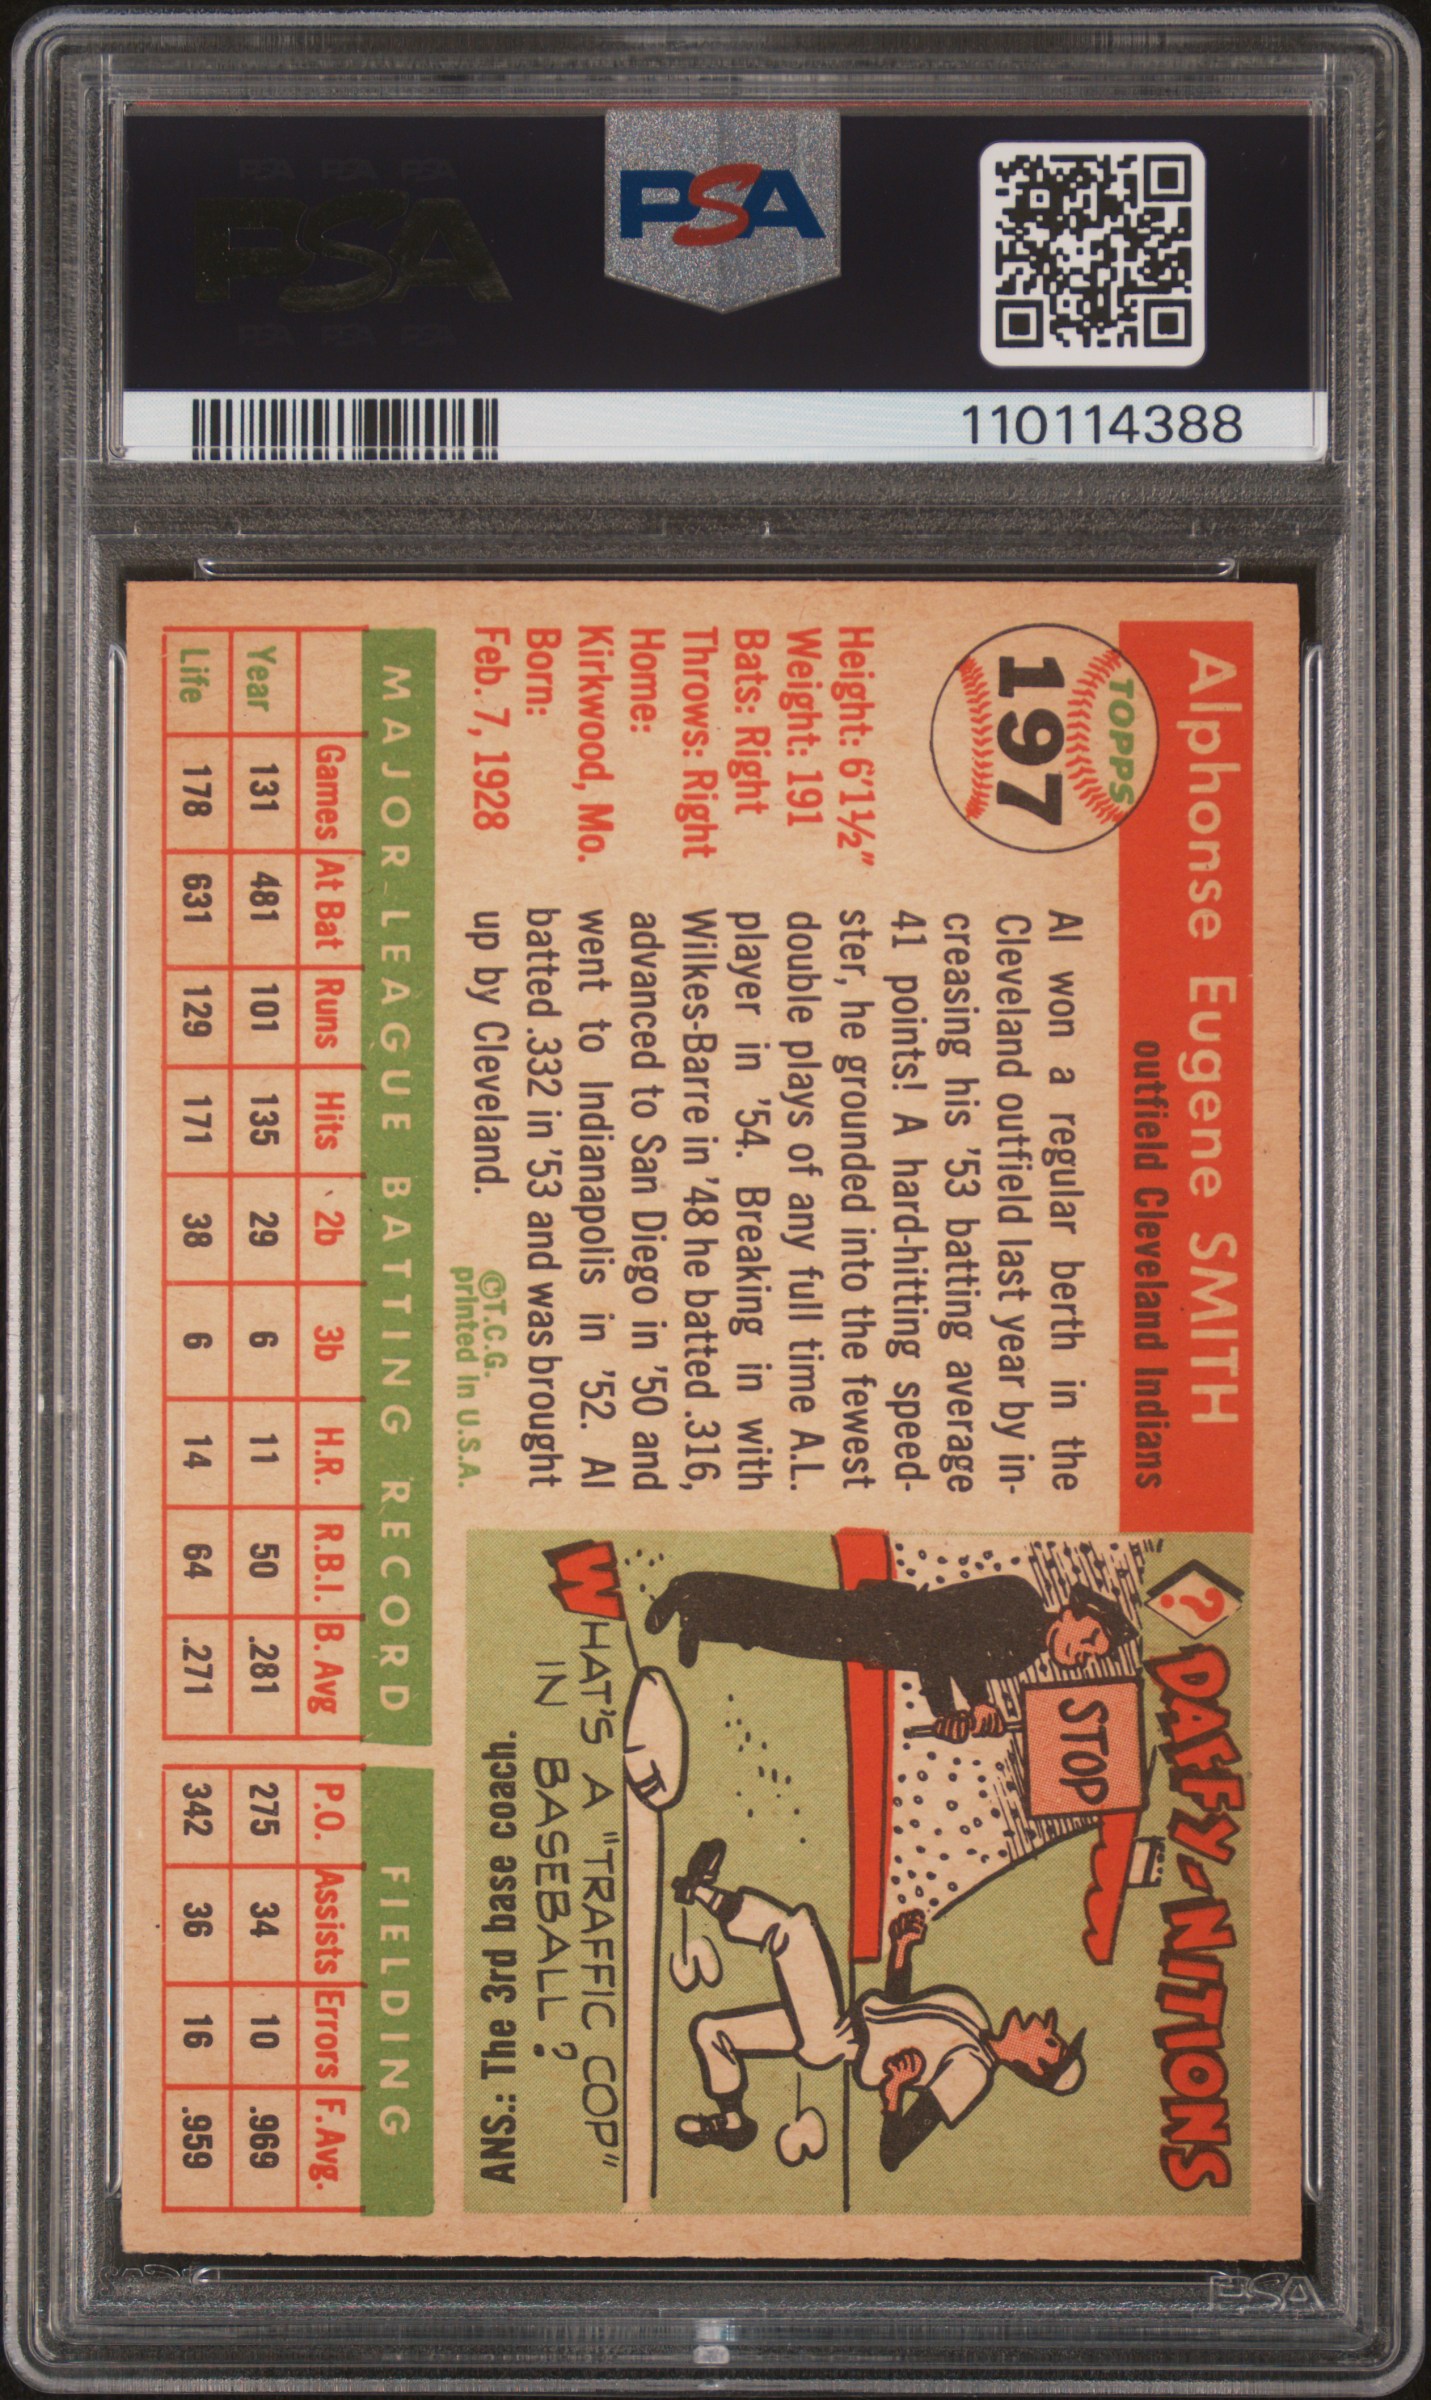 PSA PSA PSA
PSA
PSA PSA PSA
PSA
110114388
Alphonse Eugene SMITH
outfield Cleveland Indians
TOPPS
197
Height: 6'1½"
Weight: 191
Bats: Right
Throws: Right
Home:
Kirkwood, Mo.
Born:
Feb. 7, 1928
Al won a regular berth in the
Cleveland outfield last year by in-
creasing his '53 batting average
41 points! A hard-hitting speed-
ster, he grounded into the fewest
double plays of any full time A.L.
player in '54. Breaking in with
Wilkes-Barre in '48 he batted .316,
advanced to San Diego in '50 and
went to Indianapolis in '52. Al
batted .332 in '53 and was brought
up by Cleveland.
©T.C.G.
printed in U.S.A.
? DAFFY-NITIONS
STOP
WHAT'S A "TRAFFIC COP"
IN BASEBALL?
ANS.: The 3rd base coach.
MAJOR LEAGUE BATTING RECORD FIELDING
Games At Bat Runs Hits 2b 3b H.R. R.B.I. B. Avg P.O. Assists Errors F. Avg.
Year 131 481 101 135 29 6 11 50 .281 275 34 10 .969
Life 178 631 129 171 38 6 14 64 .271 342 36 16 .959
PSA